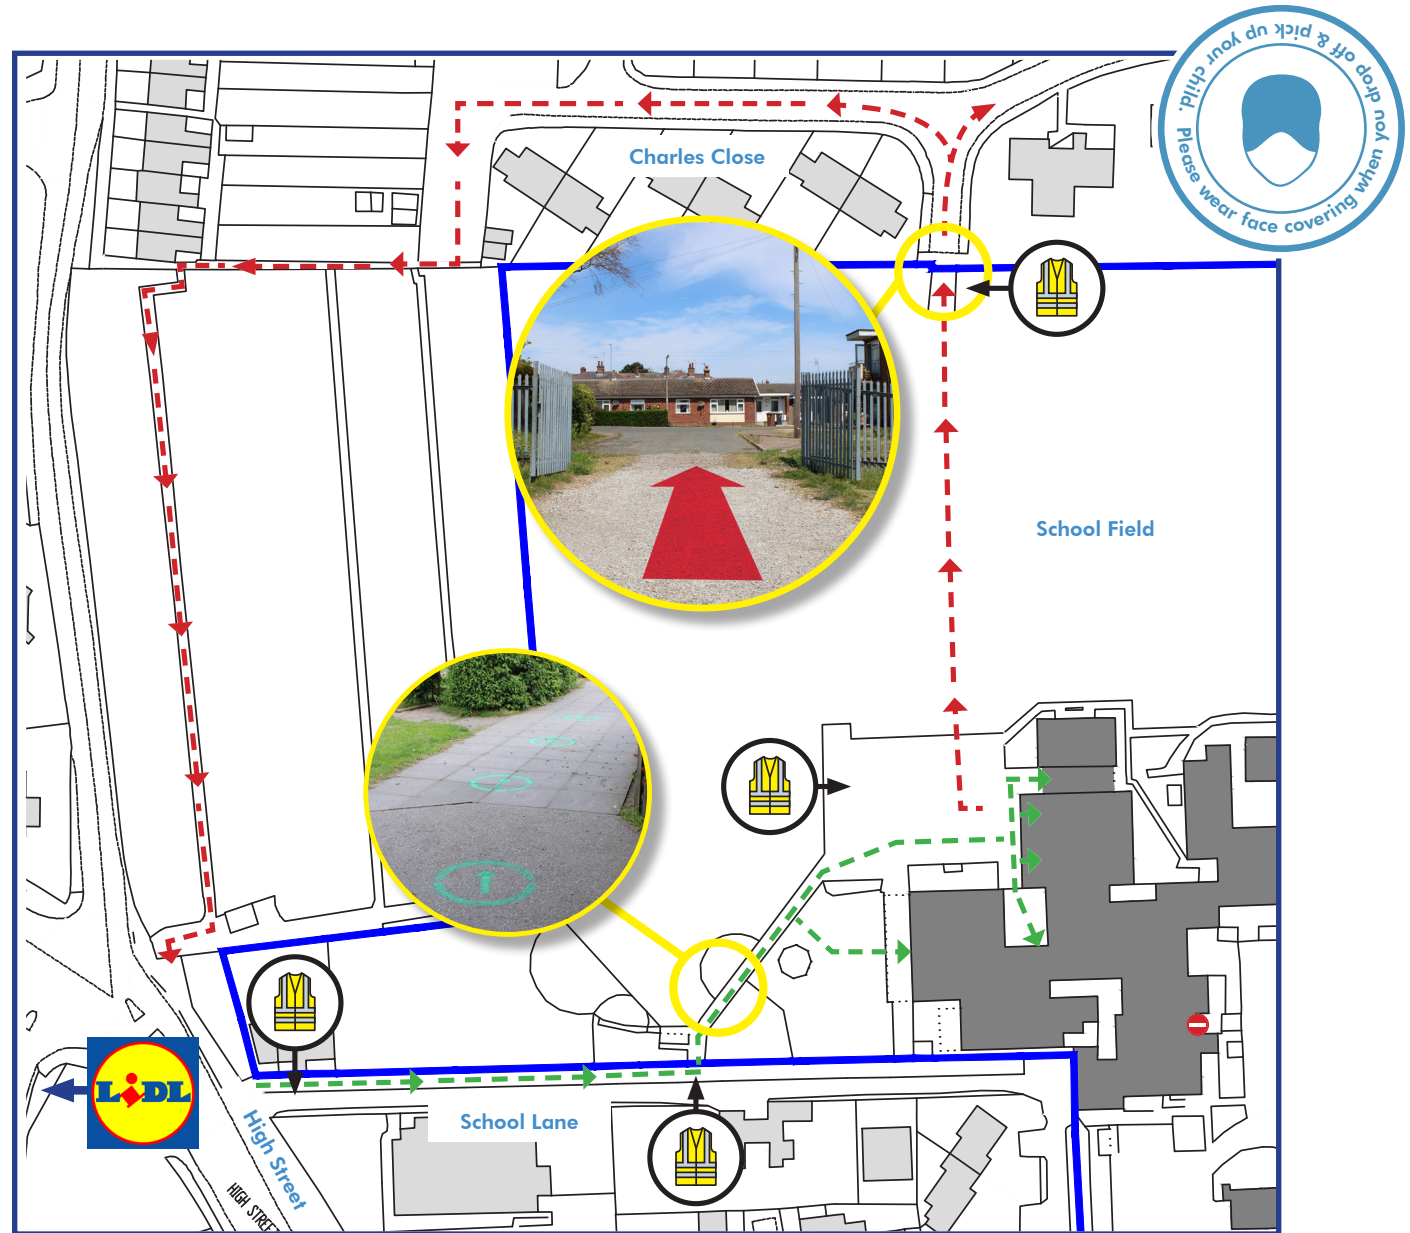 Please wear face covering when you drop off & pick up your child.
Charles Close
School Field
School Lane
LIDL
High Street
HIGH STREET